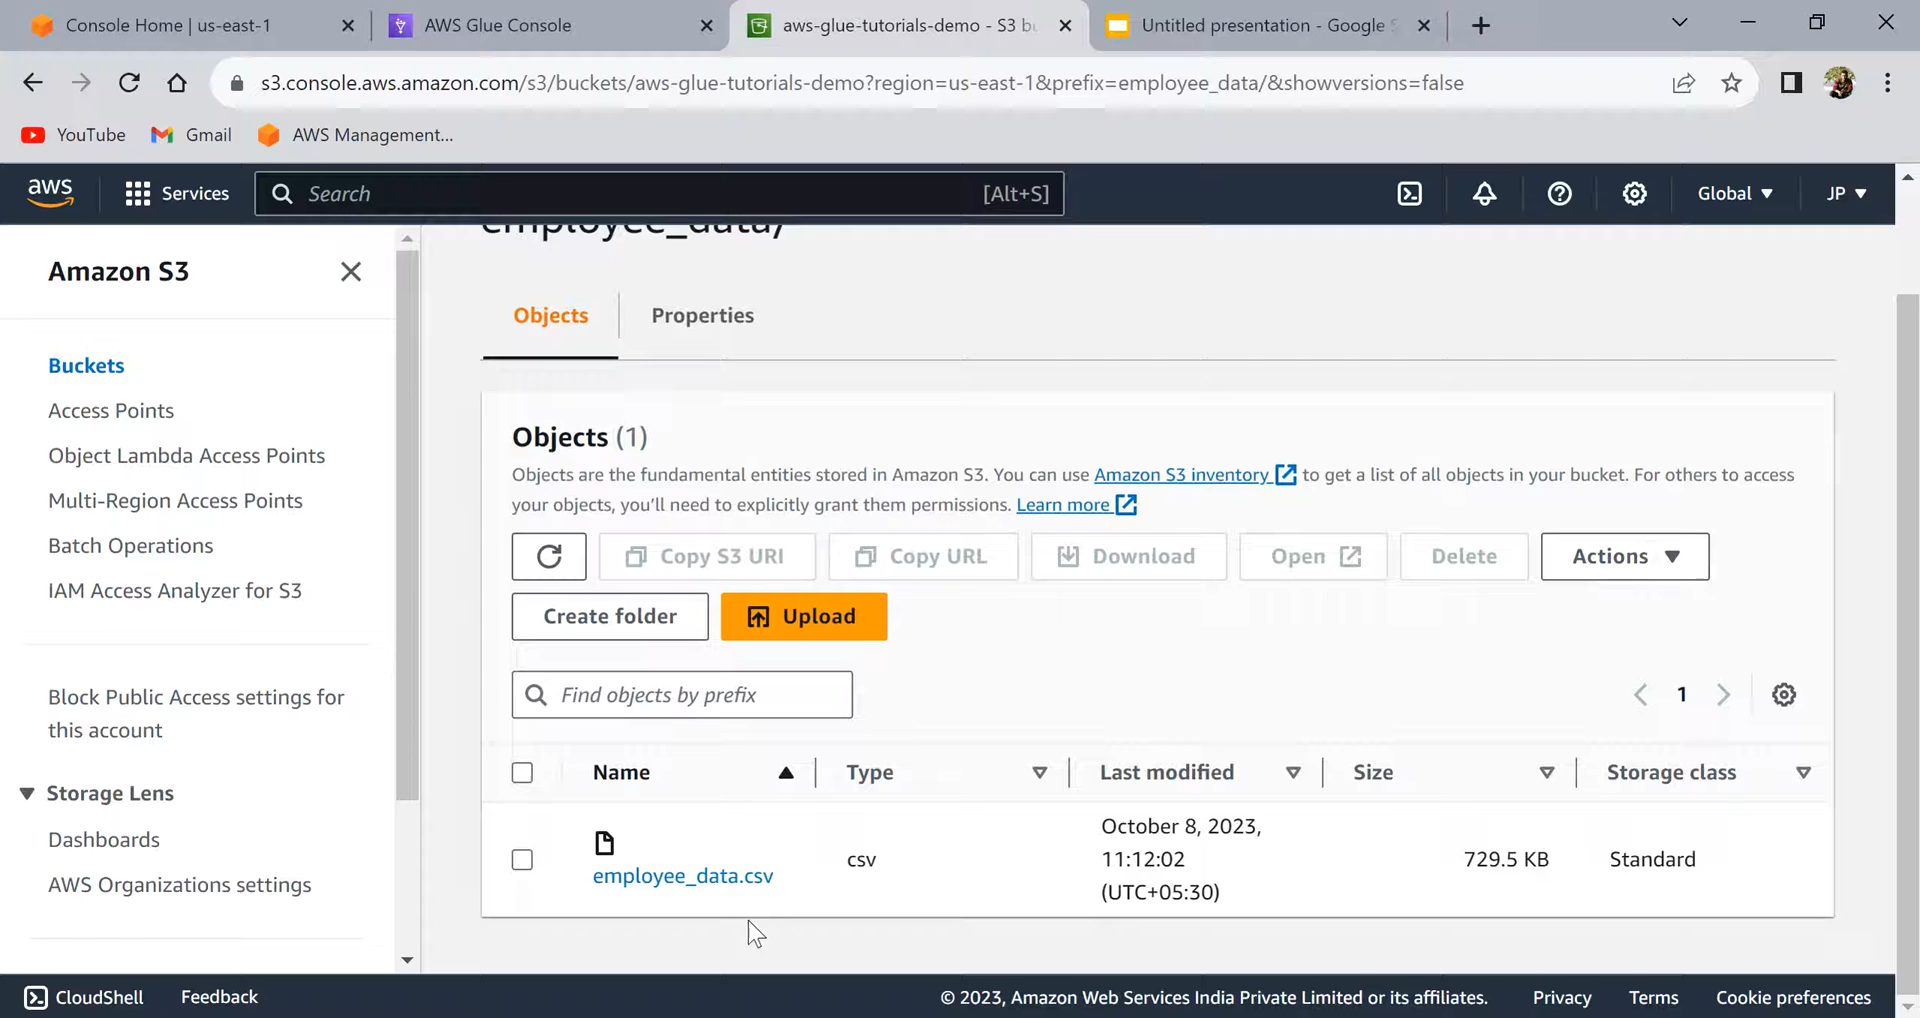 Console Home | us-east-1
AWS Glue Console
aws-glue-tutorials-demo - S3 bu
Untitled presentation - Google S
s3.console.aws.amazon.com/s3/buckets/aws-glue-tutorials-demo?region=us-east-1&prefix=employee_data/&showversions=false
YouTube
Gmail
AWS Management...
aws
Services
Search
[Alt+S]
Global
JP
employee_data/
Amazon S3
Buckets
Access Points
Object Lambda Access Points
Multi-Region Access Points
Batch Operations
IAM Access Analyzer for S3
Block Public Access settings for
this account
Storage Lens
Dashboards
AWS Organizations settings
Objects
Properties
Objects (1)
Objects are the fundamental entities stored in Amazon S3. You can use Amazon S3 inventory to get a list of all objects in your bucket. For others to access
your objects, you'll need to explicitly grant them permissions. Learn more
Copy S3 URI
Copy URL
Download
Open
Delete
Actions
Create folder
Upload
Find objects by prefix
1
Name
Type
Last modified
Size
Storage class
employee_data.csv
csv
October 8, 2023,
11:12:02
(UTC+05:30)
729.5 KB
Standard
CloudShell
Feedback
© 2023, Amazon Web Services India Private Limited or its affiliates.
Privacy
Terms
Cookie preferences